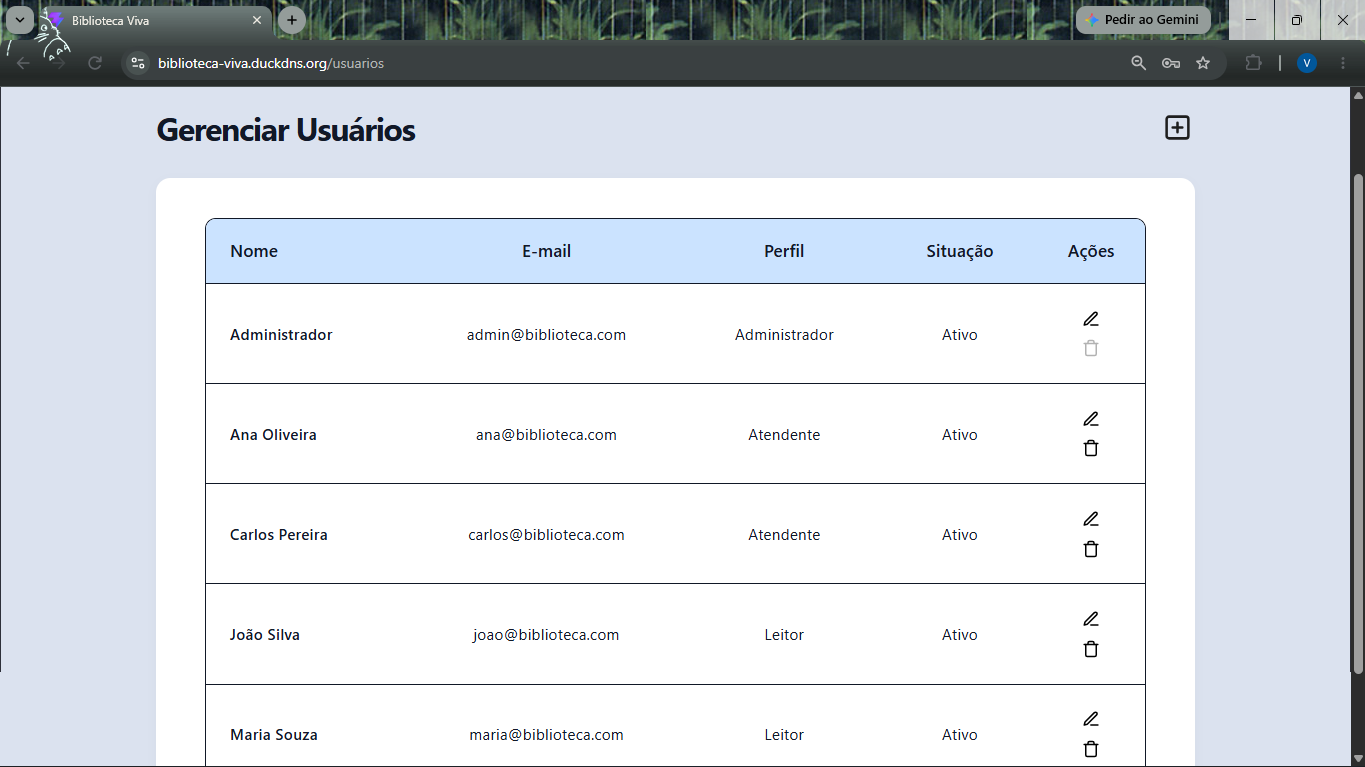 Biblioteca Viva
Pedir ao Gemini
biblioteca-viva.duckdns.org/usuarios
V
Gerenciar Usuários
Nome E-mail Perfil Situação Ações
Administrador admin@biblioteca.com Administrador Ativo
Ana Oliveira ana@biblioteca.com Atendente Ativo
Carlos Pereira carlos@biblioteca.com Atendente Ativo
João Silva joao@biblioteca.com Leitor Ativo
Maria Souza maria@biblioteca.com Leitor Ativo